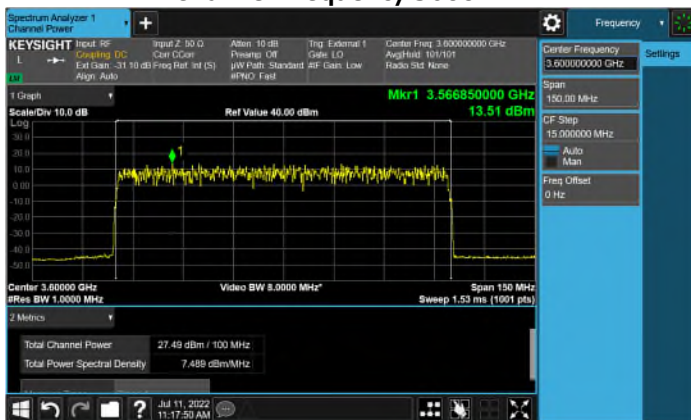 Spectrum Analyzer 1
Channel Power
Frequency
KEYSIGHT
Input: RF
Coupling: DC
Ext Gain: -31.10 dB
Align: Auto
Input Z: 50 Ω
Corr CCorr
Freq Ref: Int (S)
Atten: 10 dB
Preamp: Off
µW Path: Standard
#PNO: Fast
Trig: External 1
Gate: LO
#IF Gain: Low
Center Freq: 3.600000000 GHz
Avg|Hold: 101/101
Radio Std: None
L
LM
1 Graph
Mkr1 3.566850000 GHz
Scale/Div 10.0 dB
Ref Value 40.00 dBm
13.51 dBm
Log
30.0
20.0
10.0
0.00
-10.0
-20.0
-30.0
-40.0
-50.0
1
Center 3.60000 GHz
Video BW 8.0000 MHz*
Span 150 MHz
#Res BW 1.0000 MHz
Sweep 1.53 ms (1001 pts)
2 Metrics
Total Channel Power
27.49 dBm / 100 MHz
Total Power Spectral Density
7.489 dBm/MHz
Jul 11, 2022
11:17:50 AM
Center Frequency
3.600000000 GHz
Settings
Span
150.00 MHz
CF Step
15.000000 MHz
Auto
Man
Freq Offset
0 Hz